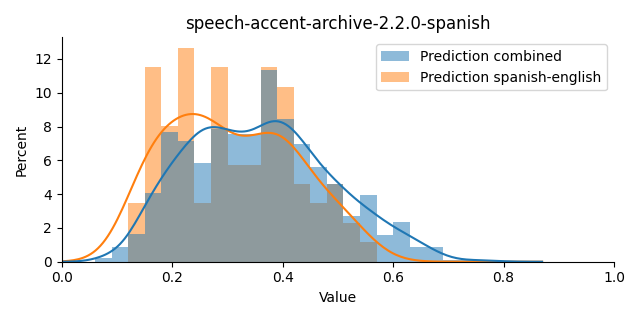 speech-accent-archive-2.2.0-spanish
Prediction combined
Prediction spanish-english
Percent
12
10
8
6
4
2
0
0.0 0.2 0.4 0.6 0.8 1.0
Value